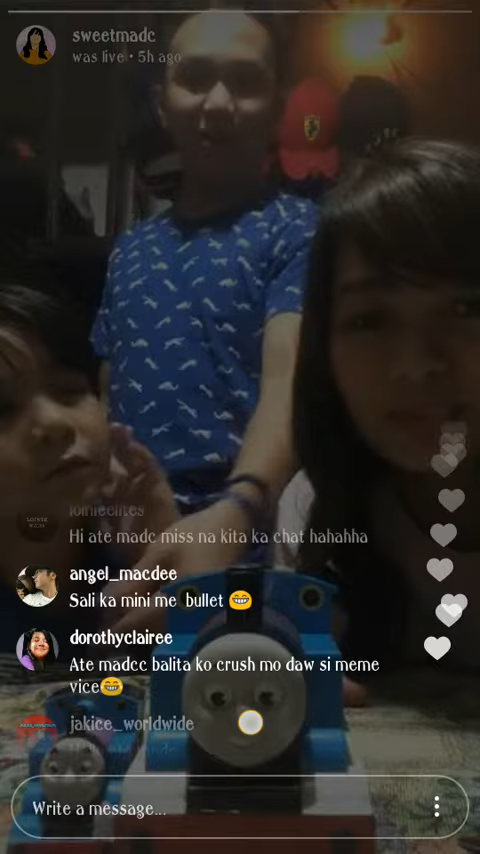 sweetmadc
was live • 5h ago
Hi ate madc miss na kita ka chat hahahha
angel_macdee
Sali ka mini me bullet 😁
dorothyclairee
Ate madcc balita ko crush mo daw si meme
vice😁
jakice_worldwide
Write a message...